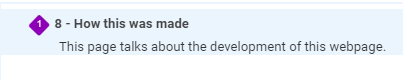 1 8 - How this was made
This page talks about the development of this webpage.